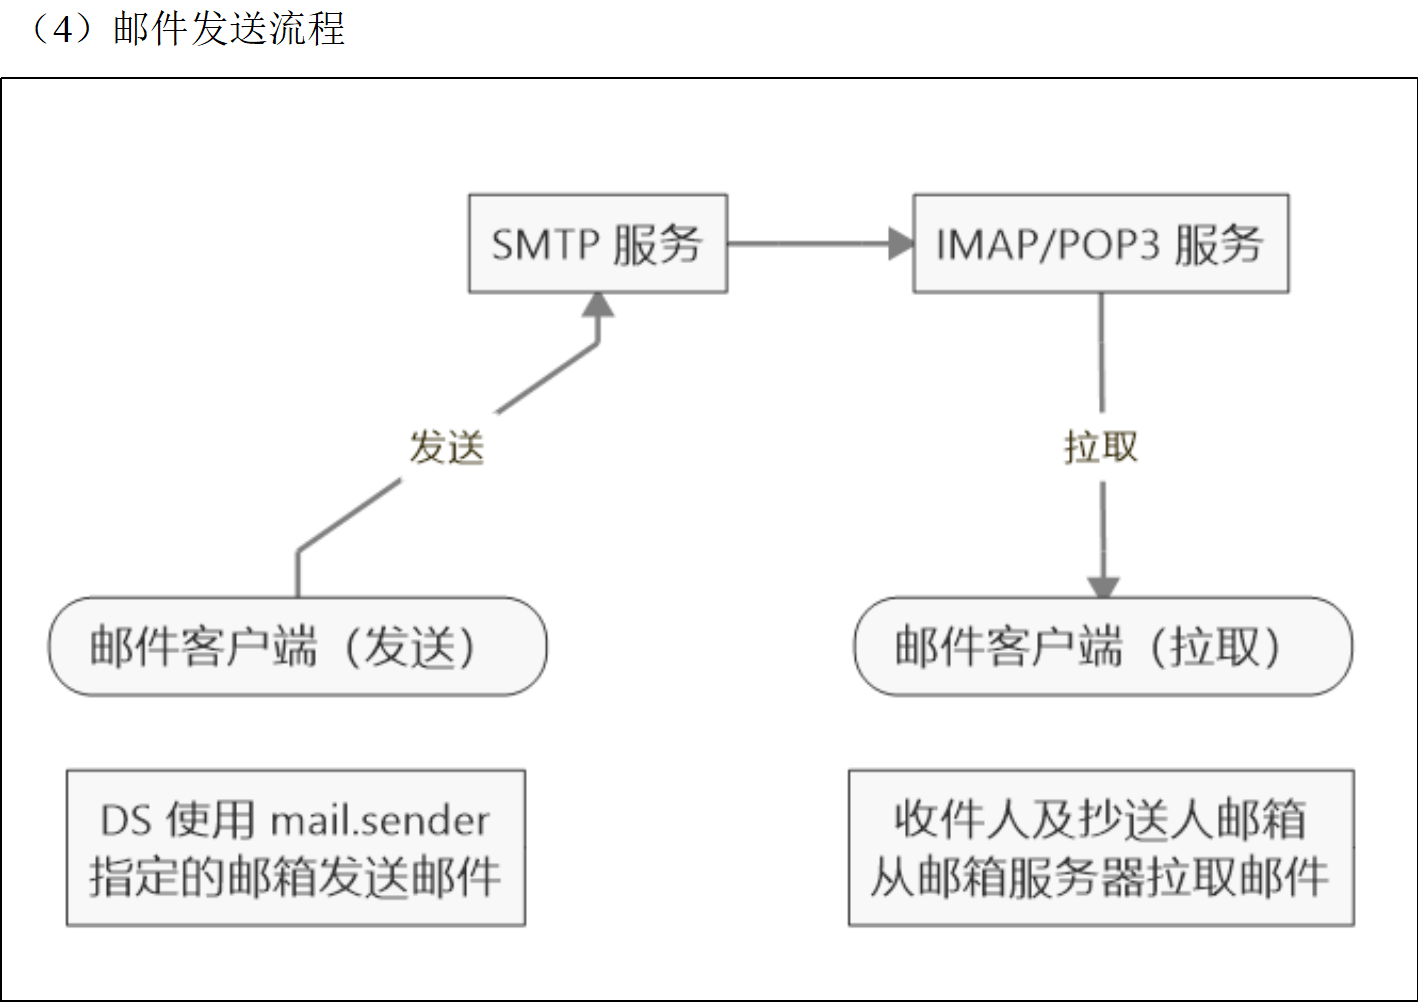 （4）邮件发送流程
SMTP 服务
IMAP/POP3 服务
发送
拉取
邮件客户端（发送）
邮件客户端（拉取）
DS 使用 mail.sender
指定的邮箱发送邮件
收件人及抄送人邮箱
从邮箱服务器拉取邮件